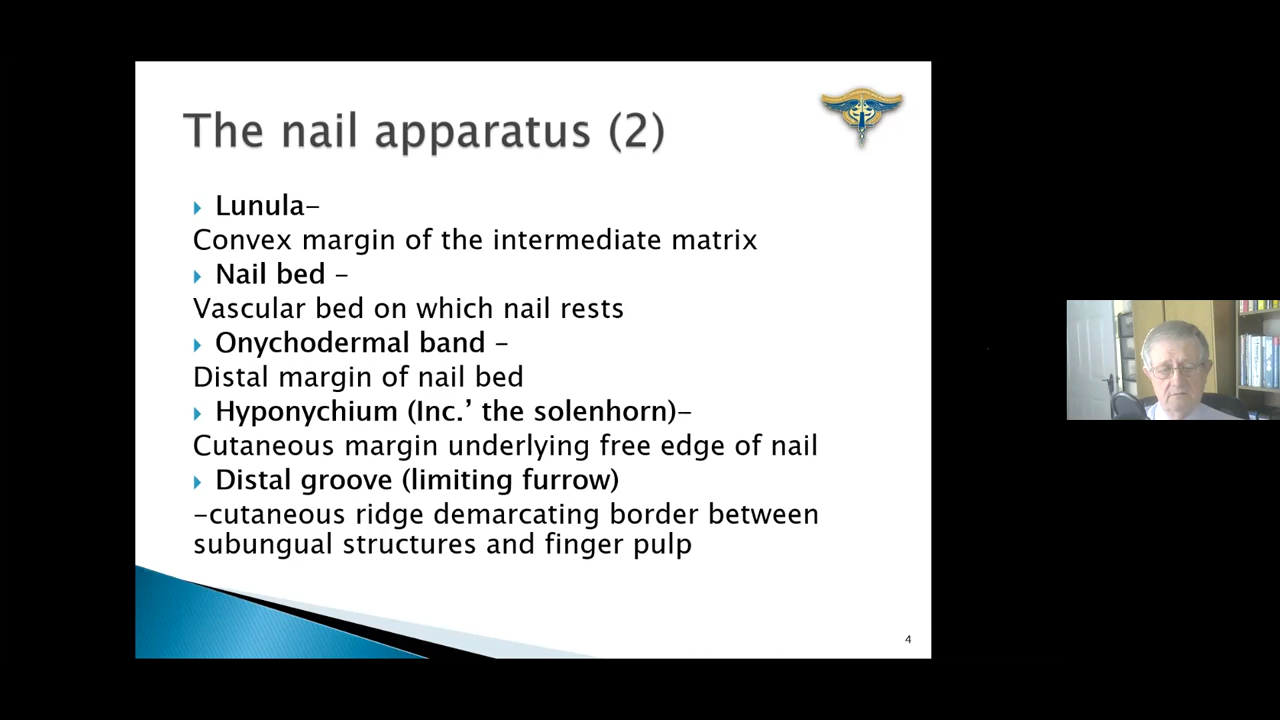 The nail apparatus (2)
Lunula–
Convex margin of the intermediate matrix
Nail bed –
Vascular bed on which nail rests
Onychodermal band –
Distal margin of nail bed
Hyponychium (Inc.’ the solenhorn)–
Cutaneous margin underlying free edge of nail
Distal groove (limiting furrow)
–cutaneous ridge demarcating border between
subungual structures and finger pulp
4